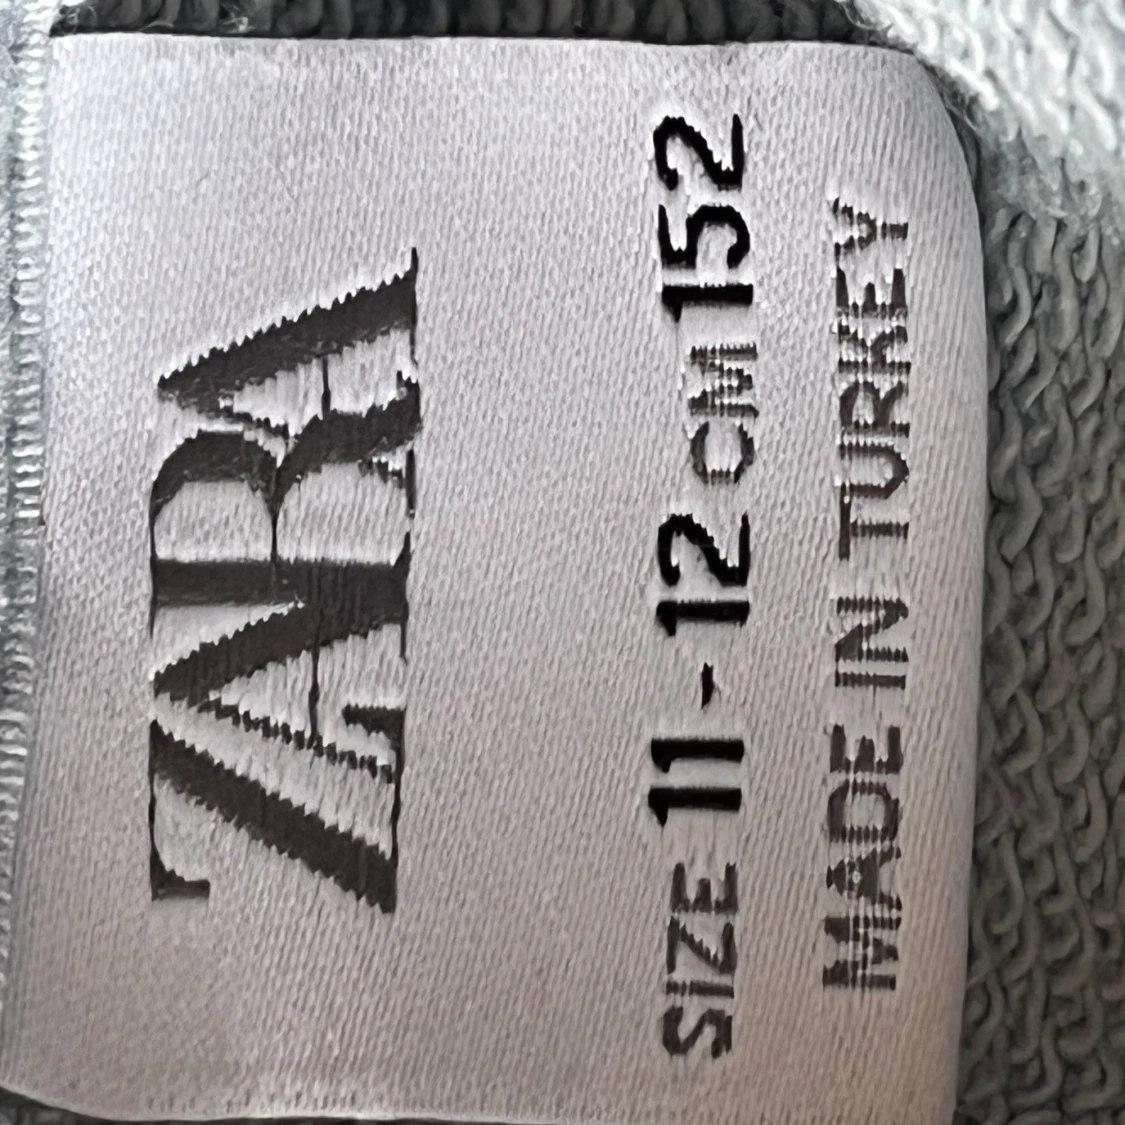 ZARA
SIZE 11 - 12 CM 152
MADE IN TURKEY